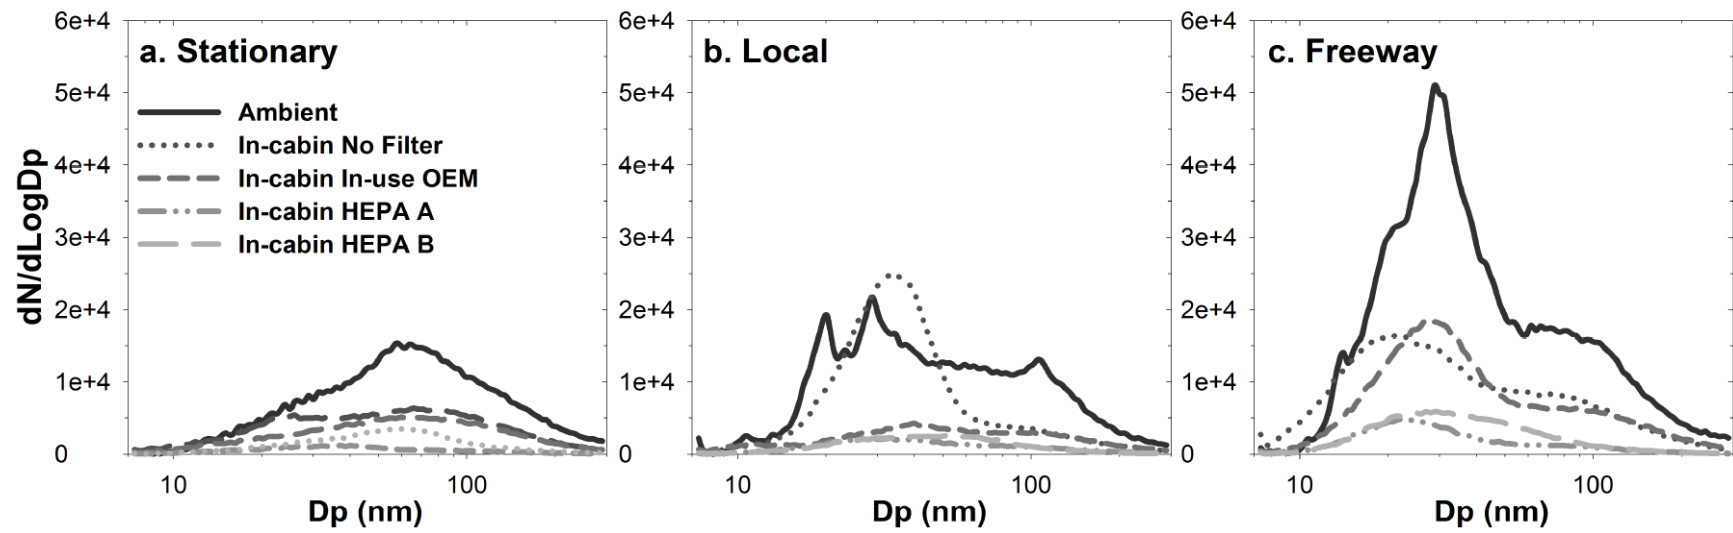 6e+4
5e+4
4e+4
3e+4
2e+4
1e+4
0
dN/dLogDp
a. Stationary
Ambient
In-cabin No Filter
In-cabin In-use OEM
In-cabin HEPA A
In-cabin HEPA B
10
100
Dp (nm)
6e+4
5e+4
4e+4
3e+4
2e+4
1e+4
0
b. Local
10
100
Dp (nm)
6e+4
5e+4
4e+4
3e+4
2e+4
1e+4
0
c. Freeway
10
100
Dp (nm)